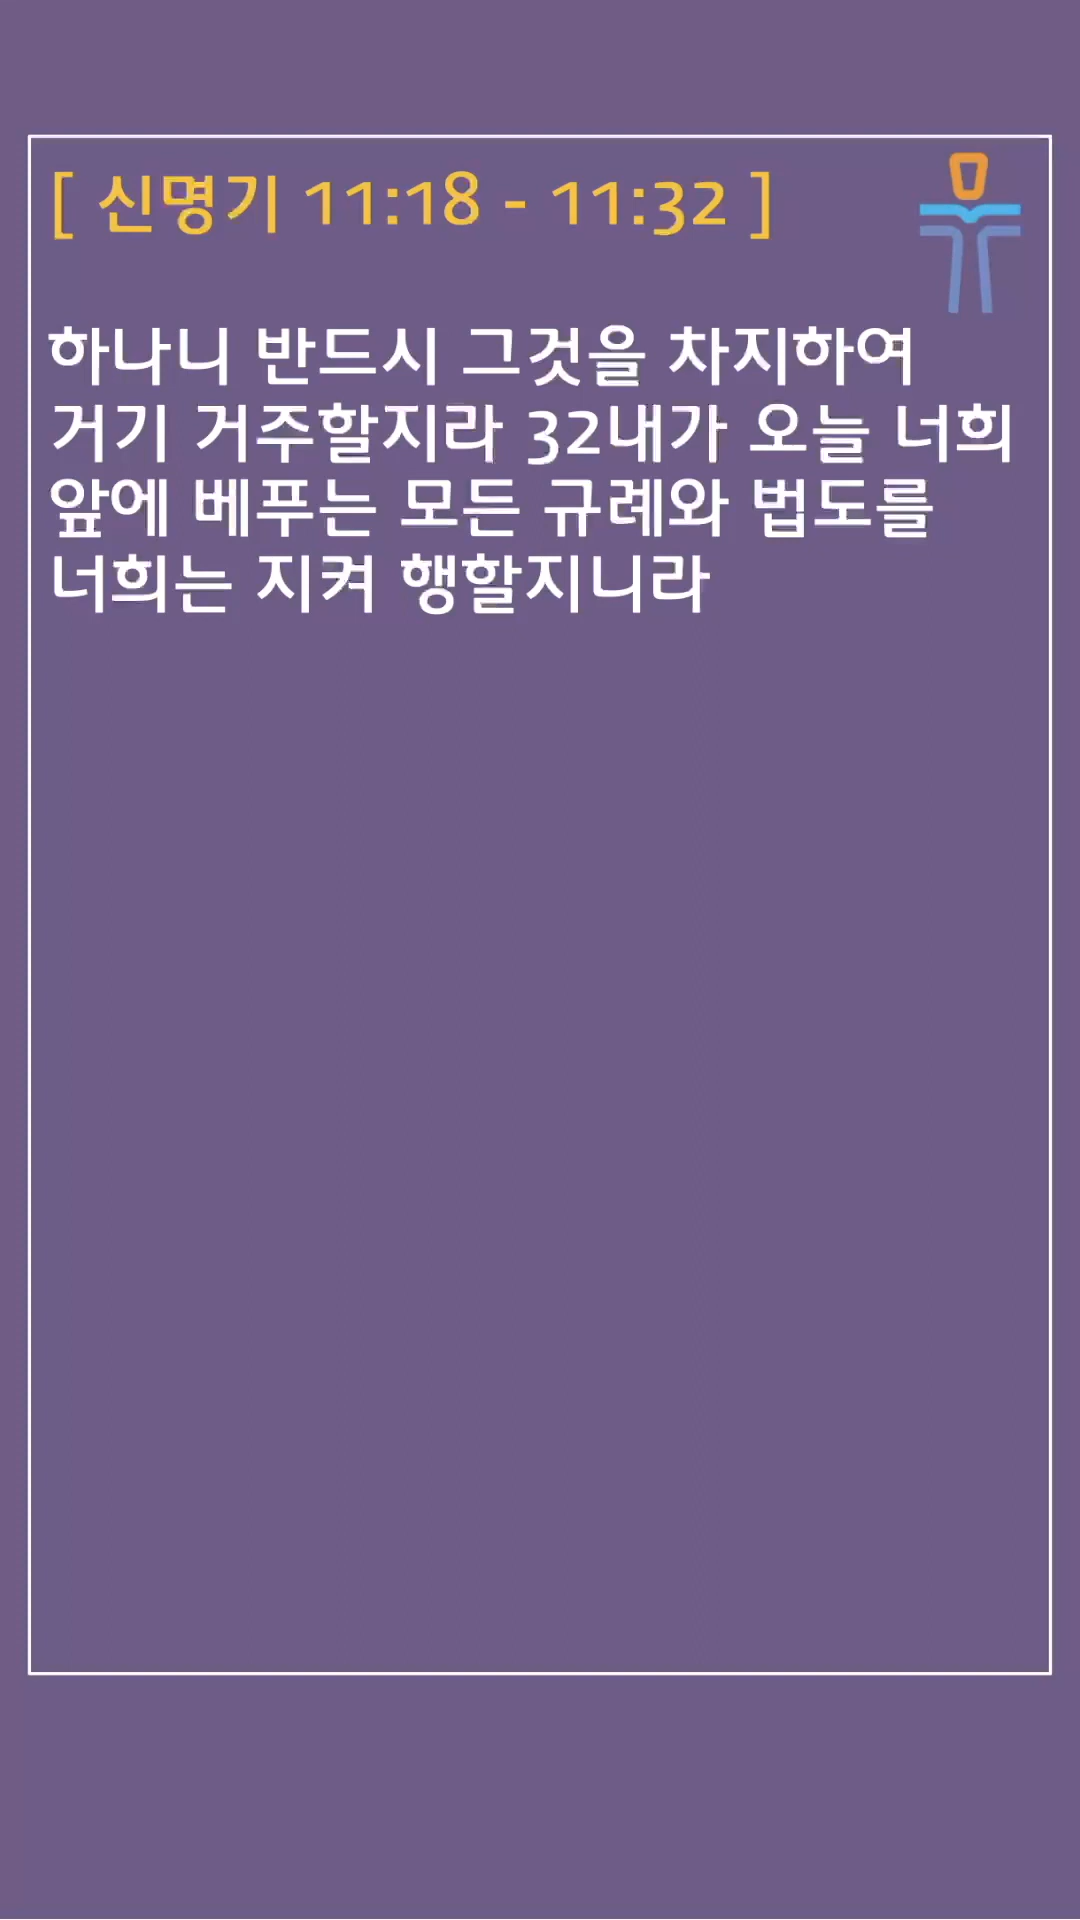 [ 신명기 11:18 - 11:32 ]
하나니 반드시 그것을 차지하여
거기 거주할지라 32내가 오늘 너희
앞에 베푸는 모든 규례와 법도를
너희는 지켜 행할지니라